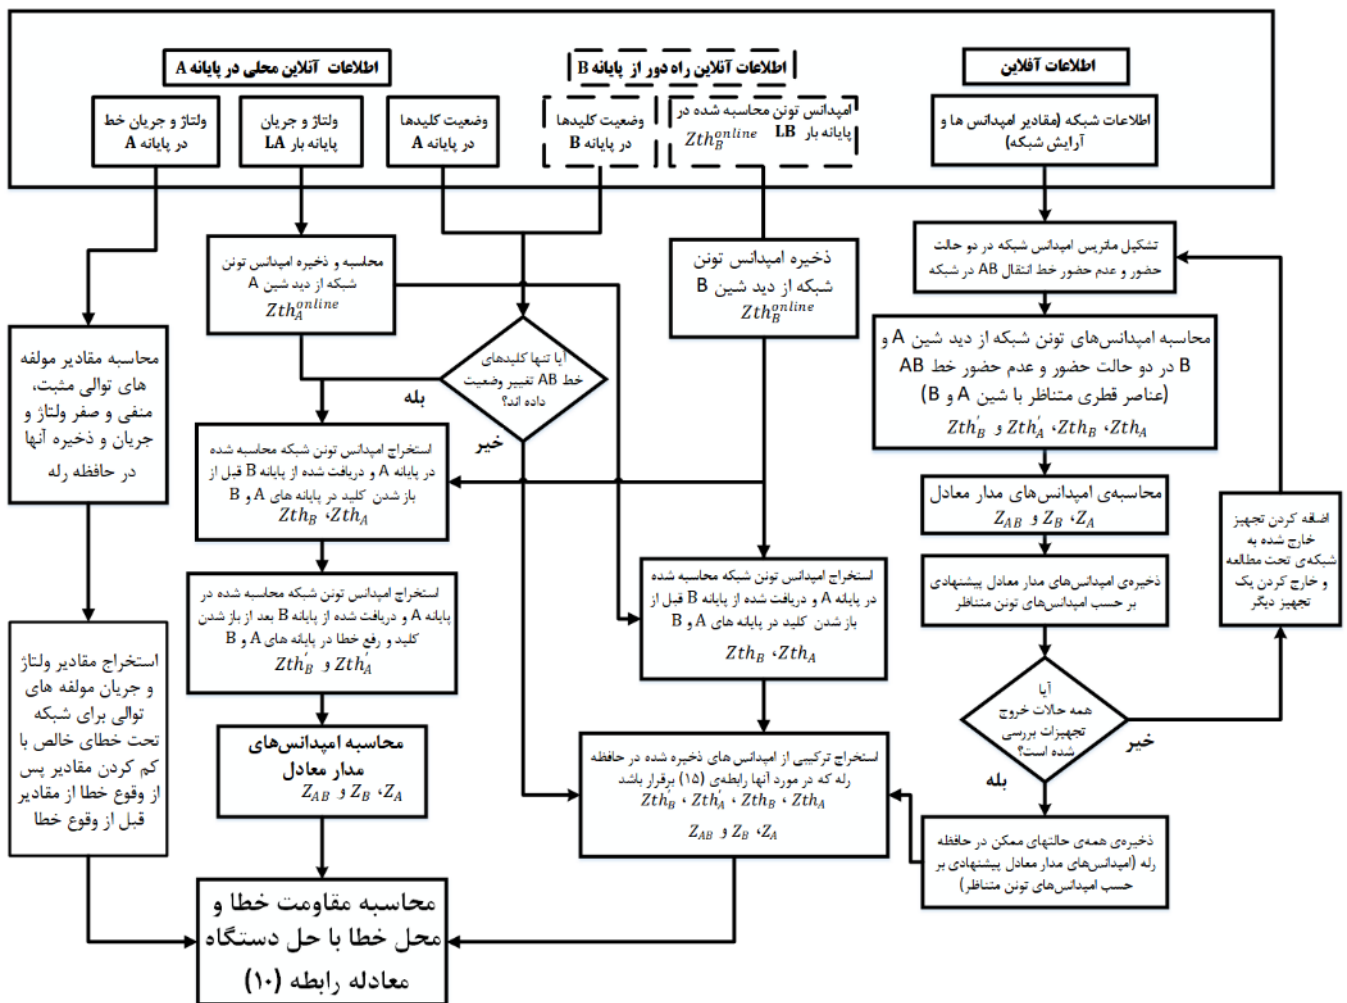 اطلاعات آنلاین محلی در پایانه A
ولتاژ و جریان خط
در پایانه A
ولتاژ و جریان
پایانه بار LA
وضعیت کلیدها
در پایانه A
اطلاعات آنلاین راه دور از پایانه B
وضعیت کلیدها
در پایانه B
امپدانس تونن محاسبه شده در
پایانه بار LB Zth_B^online
اطلاعات آفلاین
اطلاعات شبکه (مقادیر امپدانس ها و
آرایش شبکه)
محاسبه مقادیر مولفه
های توالی مثبت،
منفی و صفر ولتاژ و
جریان و ذخیره آنها
در حافظه رله
استخراج مقادیر ولتاژ
و جریان مولفه های
توالی برای شبکه
تحت خطای خالص با
کم کردن مقادیر پس
از وقوع خطا از مقادیر
قبل از وقوع خطا
محاسبه و ذخیره امپدانس تونن
شبکه از دید شین A
Zth_A^online
آیا تنها کلیدهای
خط AB تغییر وضعیت
داده اند؟
بله
خیر
استخراج امپدانس تونن شبکه محاسبه شده
در پایانه A و دریافت شده از پایانه B قبل از
باز شدن کلید در پایانه های A و B
Zth_B ،Zth_A
استخراج امپدانس تونن شبکه محاسبه شده در
پایانه A و دریافت شده از پایانه B بعد از باز شدن
کلید و رفع خطا در پایانه های A و B
Zth'_B و Zth'_A
محاسبه امپدانس‌های
مدار معادل
Z_AB و Z_B ،Z_A
محاسبه مقاومت خطا و
محل خطا با حل دستگاه
معادله رابطه (۱۰)
ذخیره امپدانس تونن
شبکه از دید شین B
Zth_B^online
استخراج امپدانس تونن شبکه محاسبه شده
در پایانه A و دریافت شده از پایانه B قبل از
باز شدن کلید در پایانه های A و B
Zth_B ،Zth_A
استخراج ترکیبی از امپدانس های ذخیره شده در حافظه
رله که در مورد آنها رابطه‌ی (۱۵) برقرار باشد
Zth'_B ، Zth'_A ، Zth_B ، Zth_A
Z_AB و Z_B ،Z_A
تشکیل ماتریس امپدانس شبکه در دو حالت
حضور و عدم حضور خط انتقال AB در شبکه
محاسبه امپدانس‌های تونن شبکه از دید شین A و
B در دو حالت حضور و عدم حضور خط AB
(عناصر قطری متناظر با شین A و B)
Zth'_B و Zth'_A ،Zth_B ،Zth_A
محاسبه‌ی امپدانس‌های مدار معادل
Z_AB و Z_B ،Z_A
ذخیره‌ی امپدانس‌های مدار معادل پیشنهادی
بر حسب امپدانس‌های تونن متناظر
آیا
همه حالات خروج
تجهیزات بررسی
شده است؟
خیر
بله
اضافه کردن تجهیز
خارج شده به
شبکه‌ی تحت مطالعه
و خارج کردن یک
تجهیز دیگر
ذخیره‌ی همه‌ی حالتهای ممکن در حافظه
رله (امپدانس‌های مدار معادل پیشنهادی بر
حسب امپدانس‌های تونن متناظر)